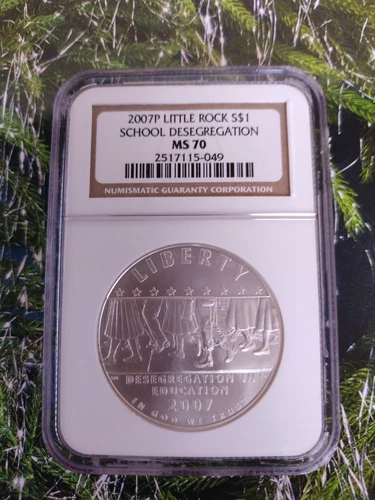 2007P LITTLE ROCK S$1
SCHOOL DESEGREGATION
MS 70
2517115-049
NUMISMATIC GUARANTY CORPORATION
LIBERTY
DESEGREGATION IN
EDUCATION
2007
IN GOD WE TRUST